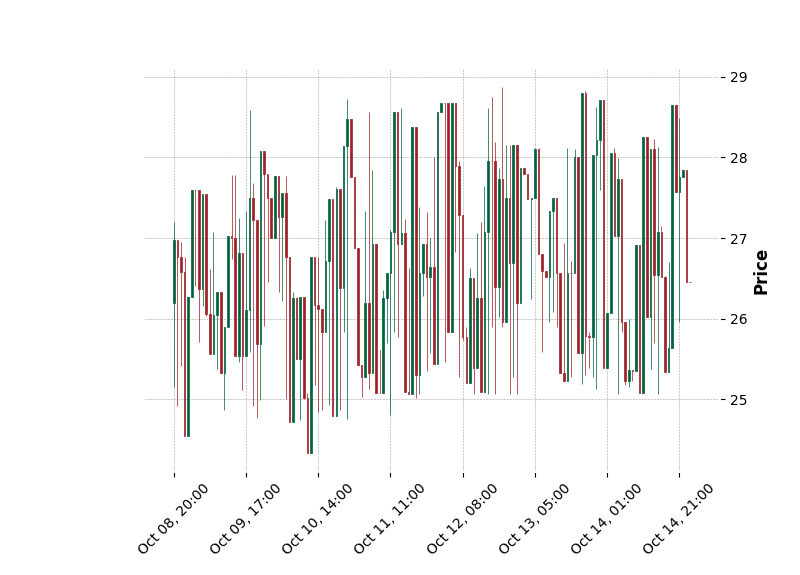 29
28
27
26
25
Price
Oct 08, 20:00
Oct 09, 17:00
Oct 10, 14:00
Oct 11, 11:00
Oct 12, 08:00
Oct 13, 05:00
Oct 14, 01:00
Oct 14, 21:00